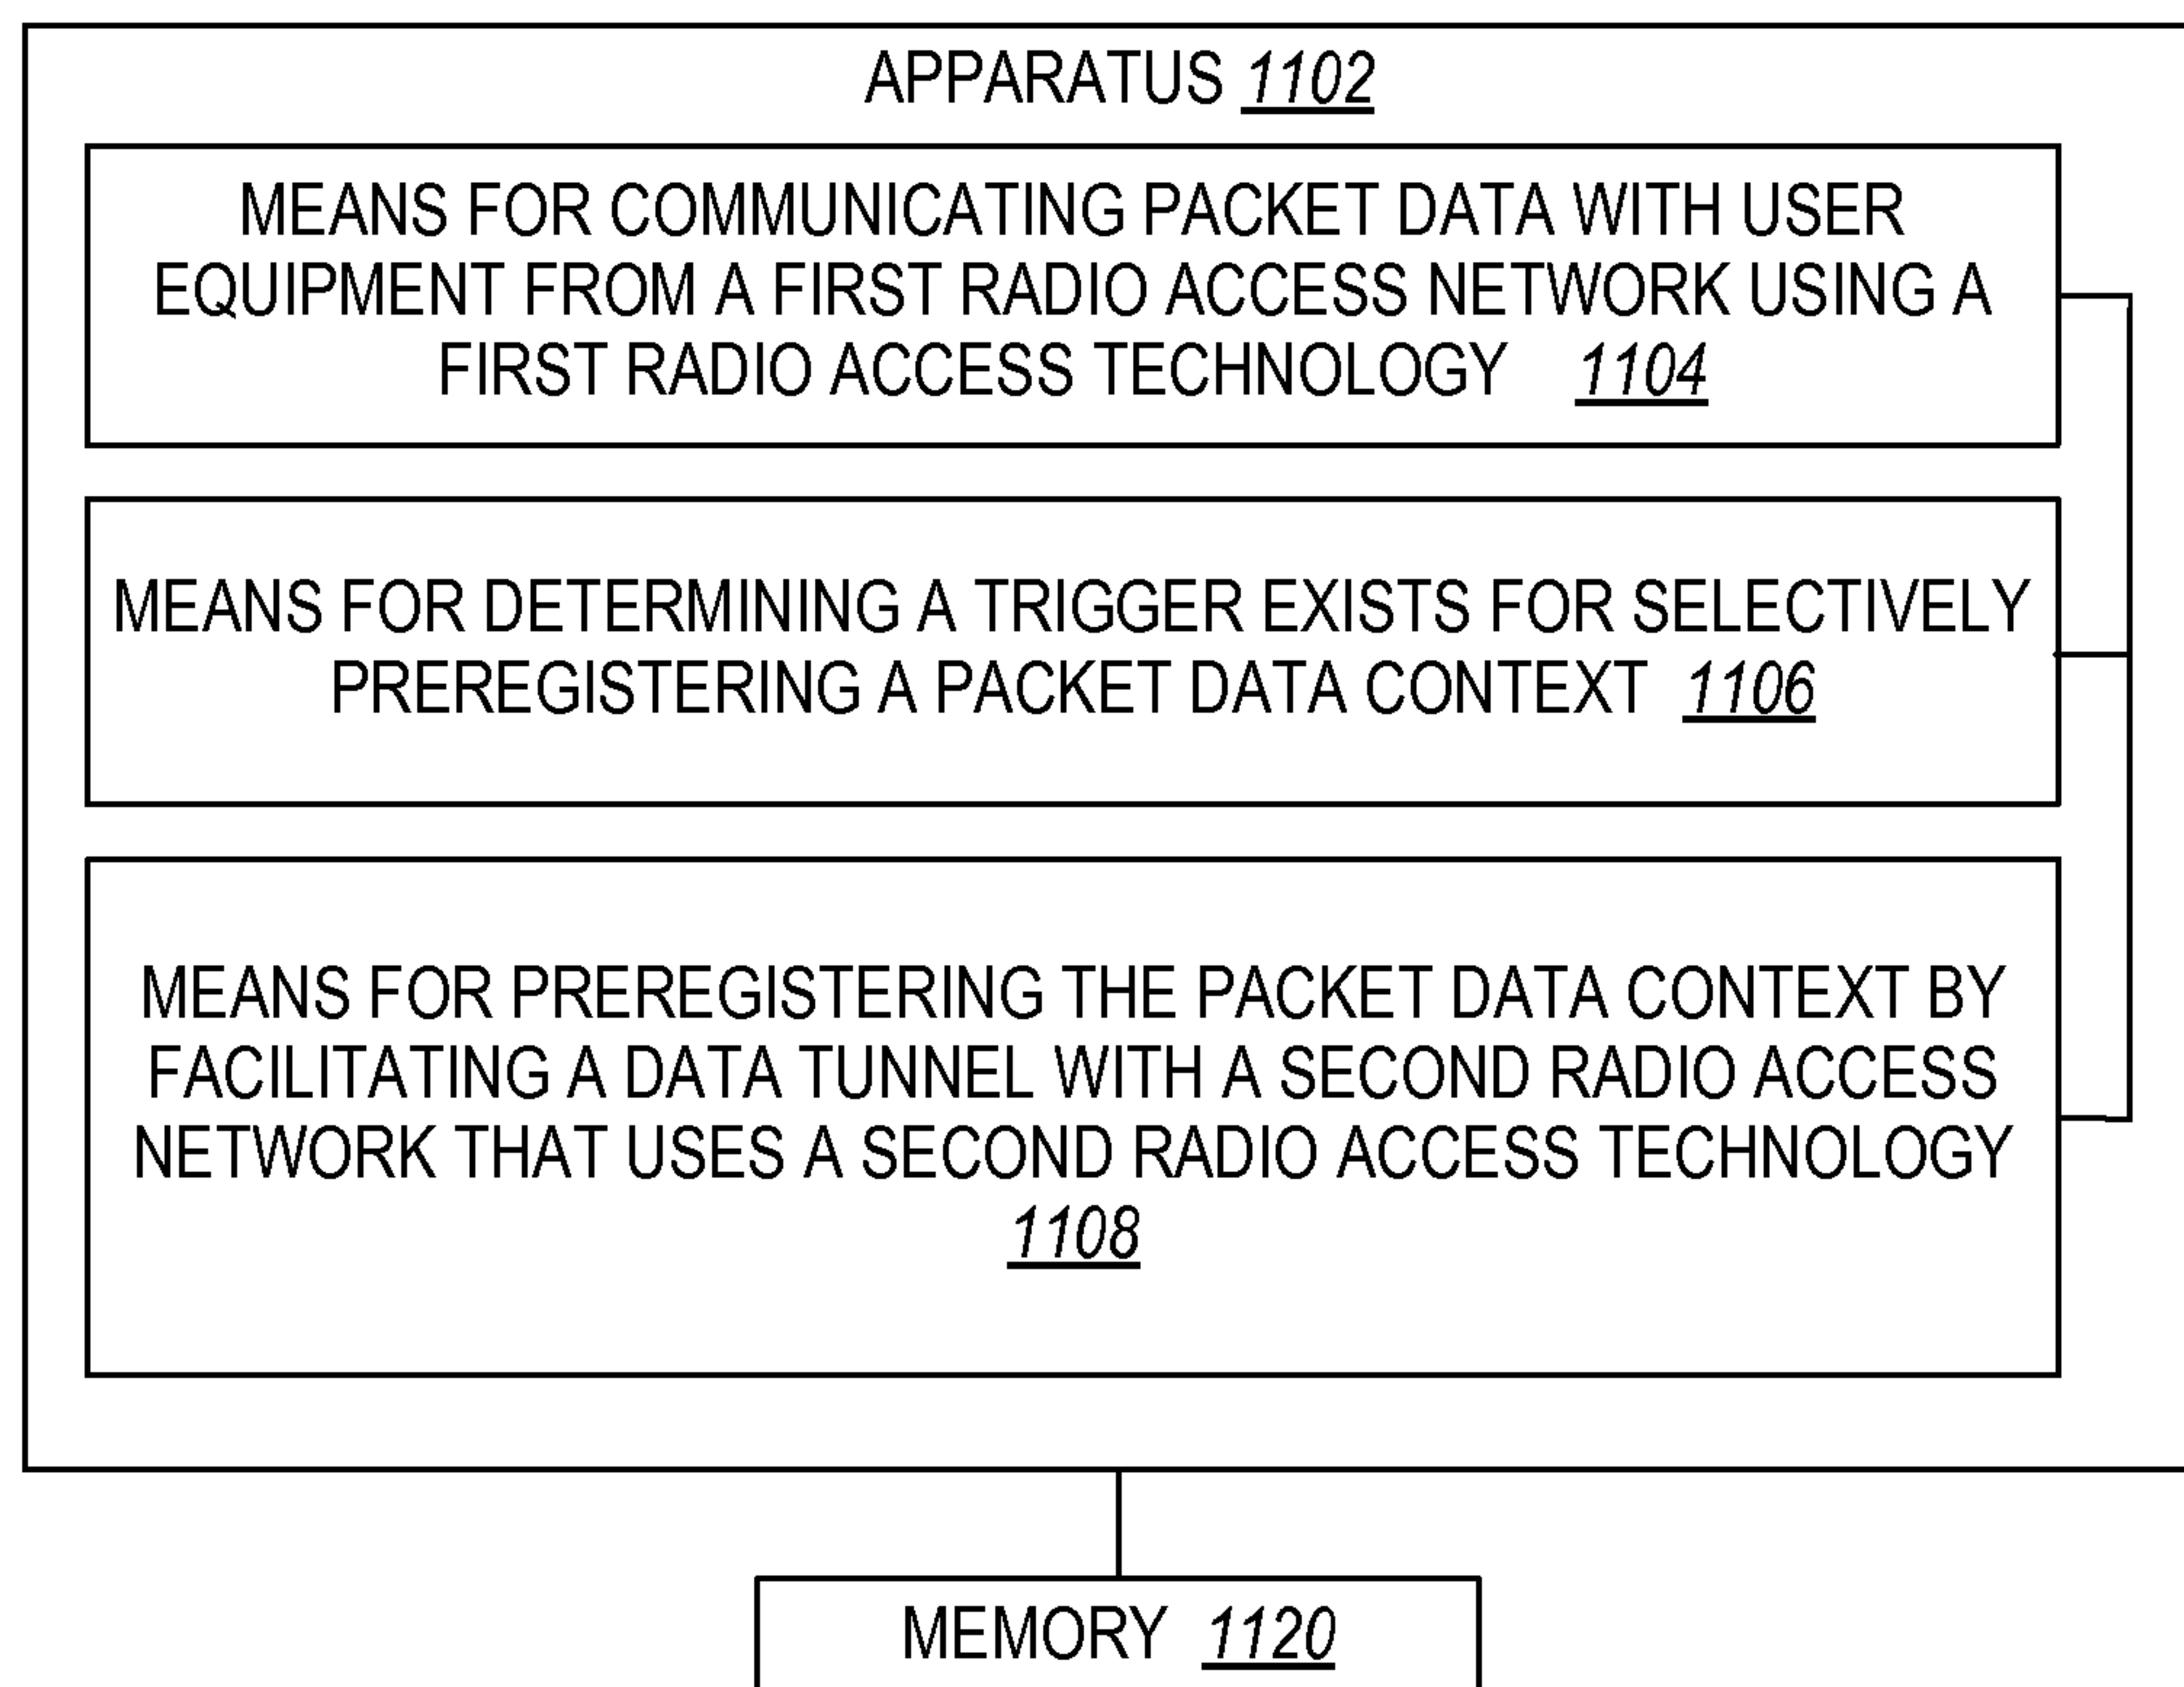 APPARATUS 1102
MEANS FOR COMMUNICATING PACKET DATA WITH USER
EQUIPMENT FROM A FIRST RADIO ACCESS NETWORK USING A
FIRST RADIO ACCESS TECHNOLOGY 1104
MEANS FOR DETERMINING A TRIGGER EXISTS FOR SELECTIVELY
PREREGISTERING A PACKET DATA CONTEXT 1106
MEANS FOR PREREGISTERING THE PACKET DATA CONTEXT BY
FACILITATING A DATA TUNNEL WITH A SECOND RADIO ACCESS
NETWORK THAT USES A SECOND RADIO ACCESS TECHNOLOGY
1108
MEMORY 1120